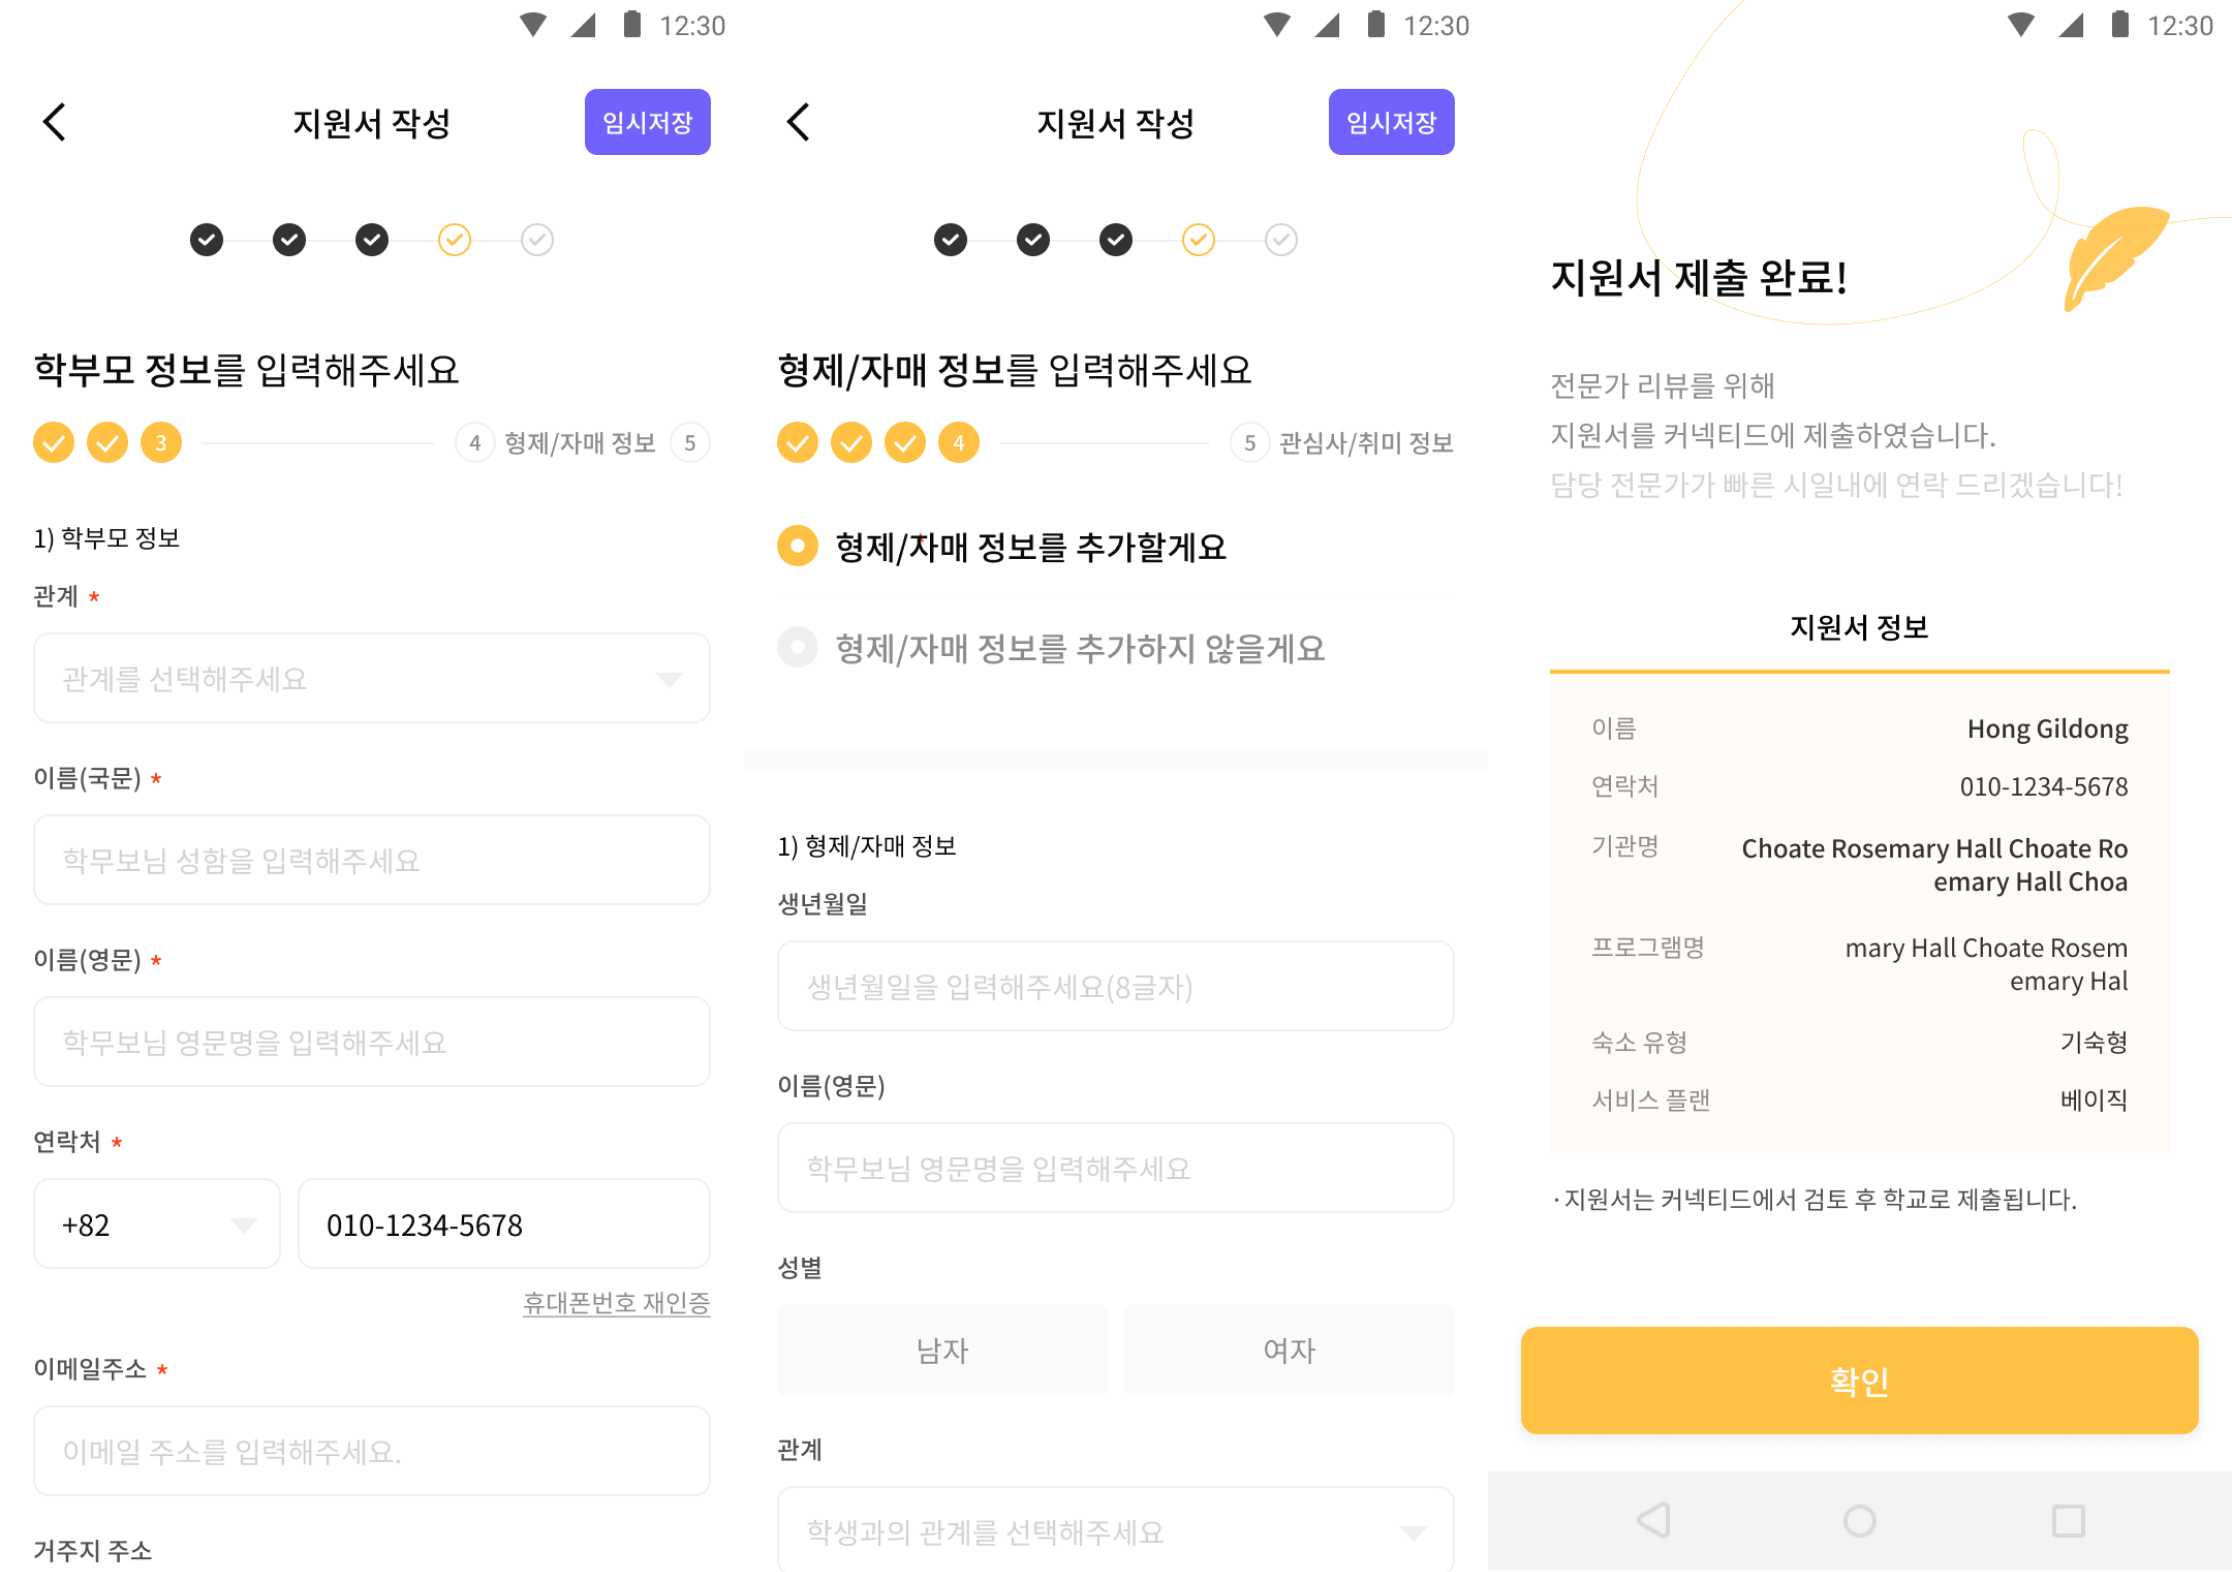 12:30
지원서 작성
임시저장
학부모 정보를 입력해주세요
3
4 형제/자매 정보 5
1) 학부모 정보
관계 *
관계를 선택해주세요
이름(국문) *
학무보님 성함을 입력해주세요
이름(영문) *
학무보님 영문명을 입력해주세요
연락처 *
+82
010-1234-5678
휴대폰번호 재인증
이메일주소 *
이메일 주소를 입력해주세요.
거주지 주소
12:30
지원서 작성
임시저장
형제/자매 정보를 입력해주세요
4
5 관심사/취미 정보
형제/자매 정보를 추가할게요
*
형제/자매 정보를 추가하지 않을게요
1) 형제/자매 정보
생년월일
생년월일을 입력해주세요(8글자)
이름(영문)
학무보님 영문명을 입력해주세요
성별
남자
여자
관계
학생과의 관계를 선택해주세요
12:30
지원서 제출 완료!
전문가 리뷰를 위해
지원서를 커넥티드에 제출하였습니다.
담당 전문가가 빠른 시일내에 연락 드리겠습니다!
지원서 정보
이름 Hong Gildong
연락처 010-1234-5678
기관명 Choate Rosemary Hall Choate Ro
emary Hall Choa
프로그램명 mary Hall Choate Rosem
emary Hal
숙소 유형 기숙형
서비스 플랜 베이직
· 지원서는 커넥티드에서 검토 후 학교로 제출됩니다.
확인